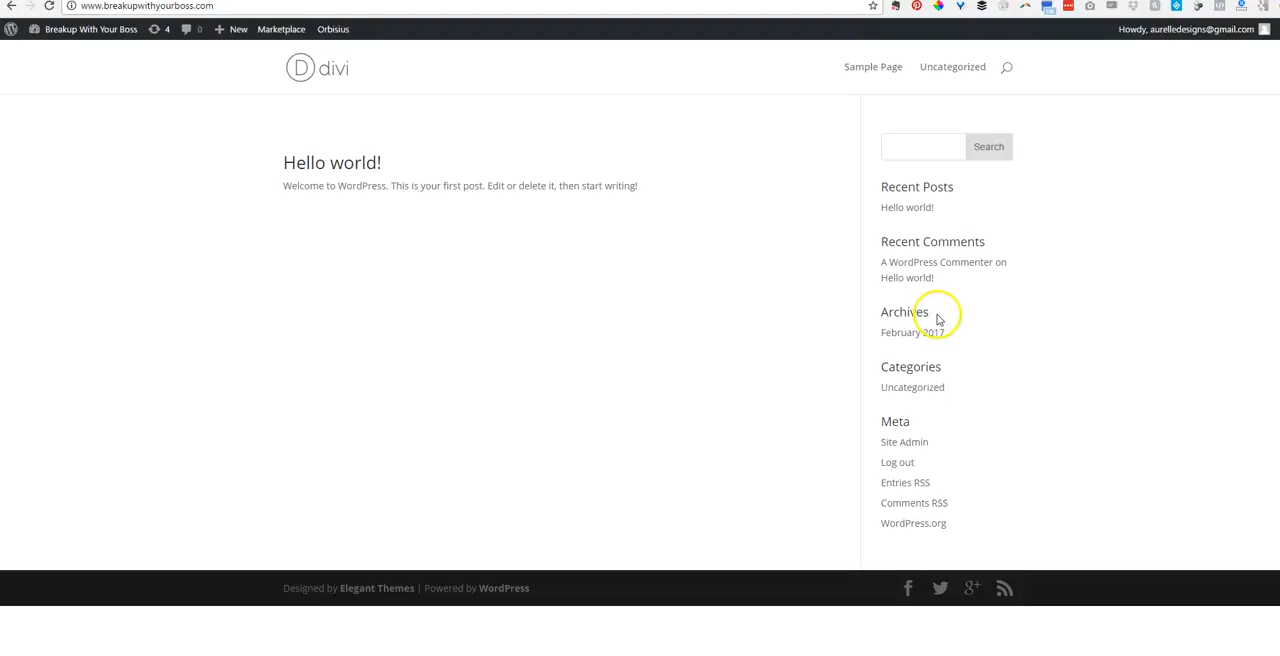 www.breakupwithyourboss.com
Breakup With Your Boss 4 0 New Marketplace Orbisius Howdy, aurelledesigns@gmail.com
D divi Sample Page Uncategorized
Search
Hello world!
Welcome to WordPress. This is your first post. Edit or delete it, then start writing!
Recent Posts
Hello world!
Recent Comments
A WordPress Commenter on
Hello world!
Archives
February 2017
Categories
Uncategorized
Meta
Site Admin
Log out
Entries RSS
Comments RSS
WordPress.org
Designed by Elegant Themes | Powered by WordPress